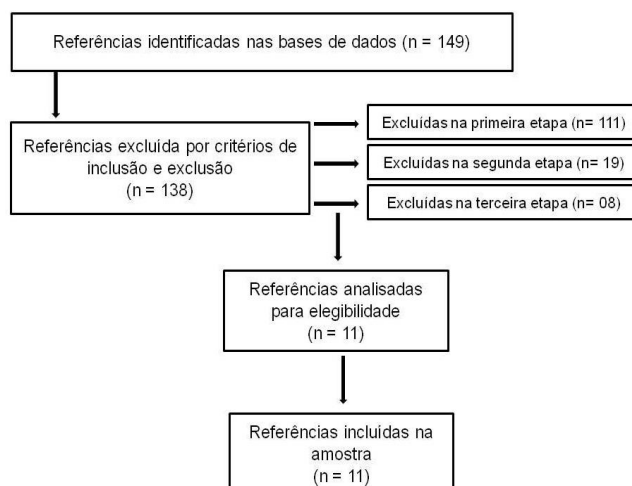 Referências identificadas nas bases de dados (n = 149)
Referências excluída por critérios de
inclusão e exclusão
(n = 138)
Excluídas na primeira etapa (n= 111)
Excluídas na segunda etapa (n= 19)
Excluídas na terceira etapa (n= 08)
Referências analisadas
para elegibilidade
(n = 11)
Referências incluidas na
amostra
(n = 11)